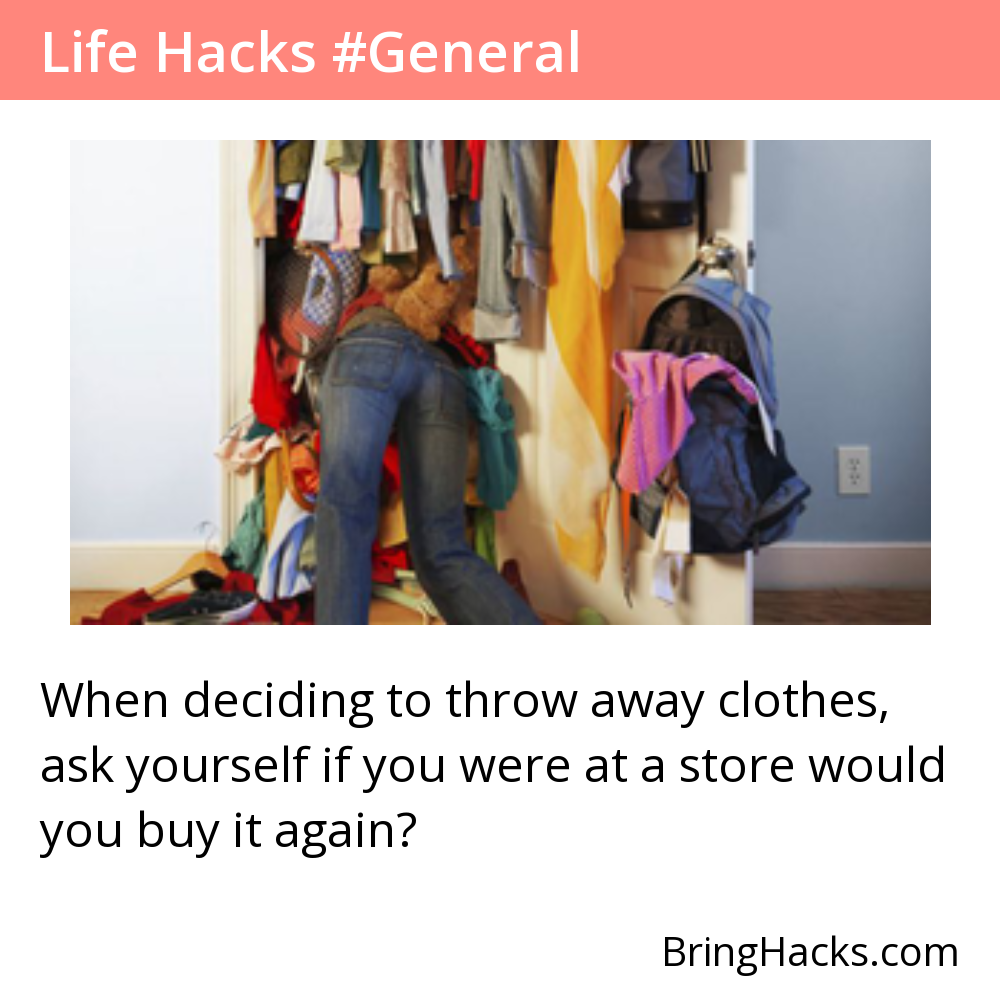 Life Hacks #General
When deciding to throw away clothes,
ask yourself if you were at a store would
you buy it again?
BringHacks.com